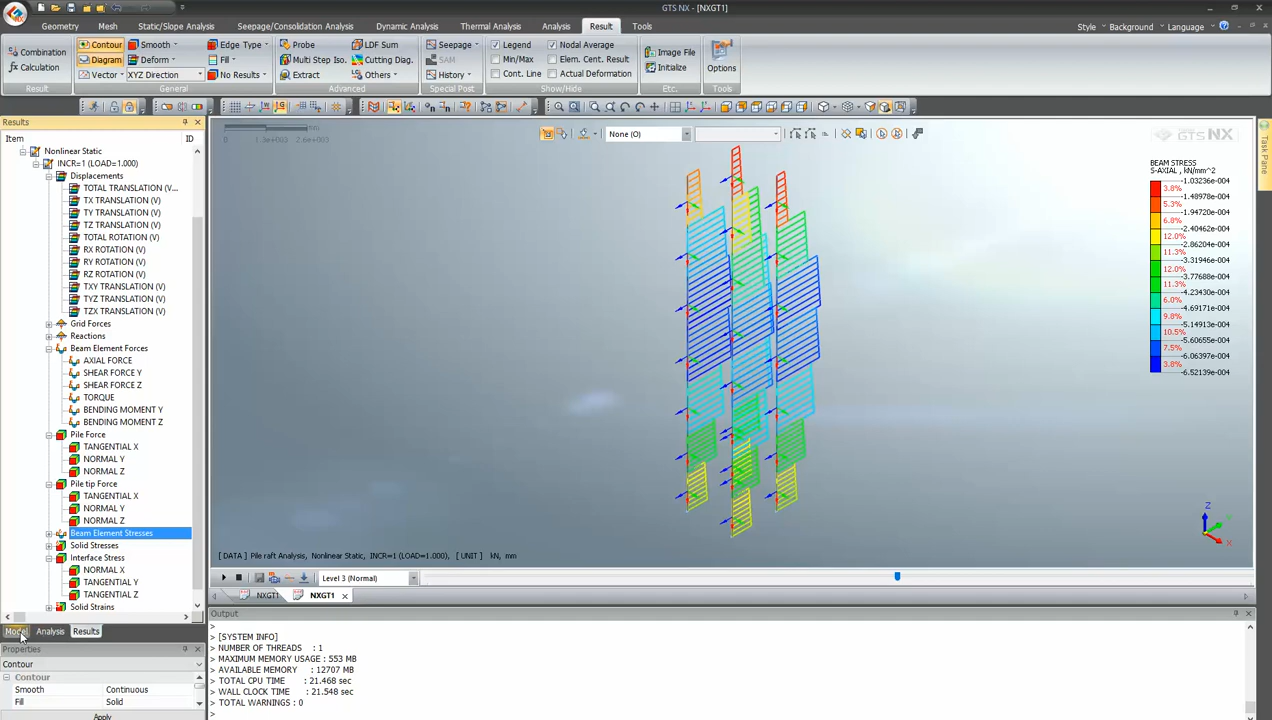 GTS NX - [NXGT1]
Geometry Mesh Static/Slope Analysis Seepage/Consolidation Analysis Dynamic Analysis Thermal Analysis Analysis Result Tools
Style Background Language
Combination
Calculation
Result
Contour Smooth Edge Type
Diagram Deform Fill
Vector XYZ Direction No Results
General
Probe LDF Sum
Multi Step Iso. Cutting Diag.
Extract Others
Advanced
Seepage
SAM
History
Special Post
Legend Nodal Average
Min/Max Elem. Cent. Result
Cont. Line Actual Deformation
Show/Hide
Image File
Initialize
Etc.
Options
Tools
Results
Item ID
Nonlinear Static
INCR=1 (LOAD=1.000)
Displacements
TOTAL TRANSLATION (V...
TX TRANSLATION (V)
TY TRANSLATION (V)
TZ TRANSLATION (V)
TOTAL ROTATION (V)
RX ROTATION (V)
RY ROTATION (V)
RZ ROTATION (V)
TXY TRANSLATION (V)
TYZ TRANSLATION (V)
TZX TRANSLATION (V)
Grid Forces
Reactions
Beam Element Forces
AXIAL FORCE
SHEAR FORCE Y
SHEAR FORCE Z
TORQUE
BENDING MOMENT Y
BENDING MOMENT Z
Pile Force
TANGENTIAL X
NORMAL Y
NORMAL Z
Pile tip Force
TANGENTIAL X
NORMAL Y
NORMAL Z
Beam Element Stresses
Solid Stresses
Interface Stress
NORMAL X
TANGENTIAL Y
TANGENTIAL Z
Solid Strains
Model Analysis Results
Properties
Contour
Contour
Smooth Continuous
Fill Solid
Apply
0 1.3e+003 2.6e+003
None (O)
GTS NX
Task Pane
BEAM STRESS
S-AXIAL , kN/mm^2
-1.03236e-004
3.8%
-1.48978e-004
5.3%
-1.94720e-004
6.8%
-2.40462e-004
12.0%
-2.86204e-004
11.3%
-3.31946e-004
12.0%
-3.77688e-004
11.3%
-4.23430e-004
6.0%
-4.69171e-004
9.8%
-5.14913e-004
10.5%
-5.60655e-004
7.5%
-6.06397e-004
3.8%
-6.52139e-004
Z
Y
X
[ DATA ] Pile raft Analysis, Nonlinear Static, INCR=1 (LOAD=1.000), [ UNIT ] kN, mm
Level 3 (Normal)
NXGT1 NXGT1
Output
>
> [SYSTEM INFO]
> NUMBER OF THREADS : 1
> MAXIMUM MEMORY USAGE : 553 MB
> AVAILABLE MEMORY : 12707 MB
> TOTAL CPU TIME : 21.468 sec
> WALL CLOCK TIME : 21.548 sec
> TOTAL WARNINGS : 0
>